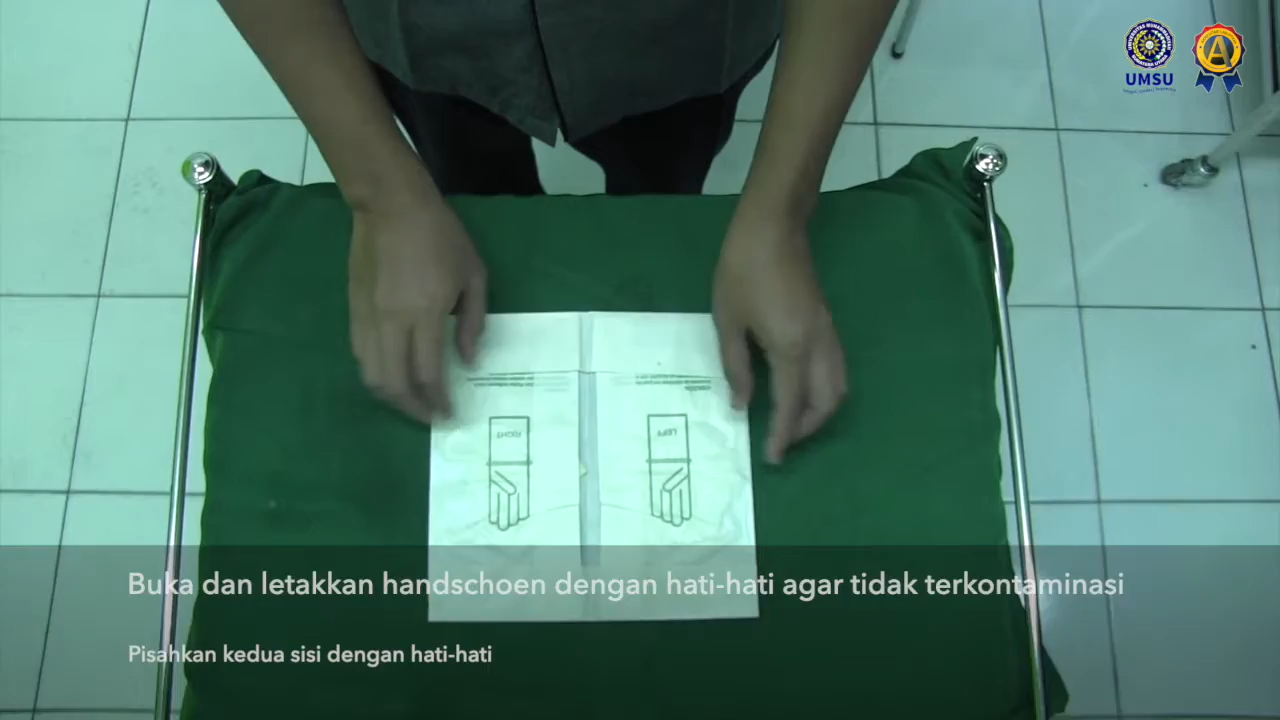 UMSU
A
RIGHT
LEFT
Buka dan letakkan handschoen dengan hati-hati agar tidak terkontaminasi
Pisahkan kedua sisi dengan hati-hati